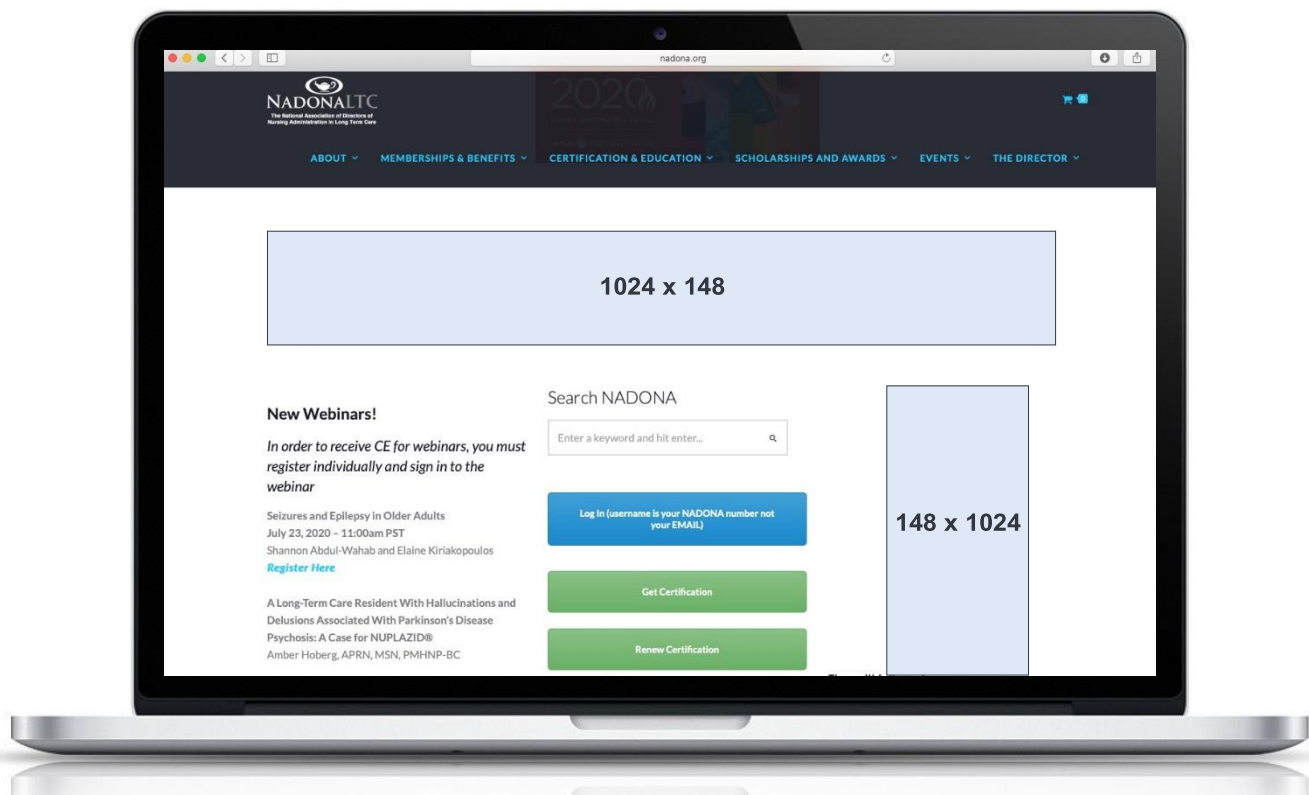 nadona.org
2020
NADONALTC
The National Association of Directors of
Nursing Administration in Long Term Care
0
ABOUT
MEMBERSHIPS & BENEFITS
CERTIFICATION & EDUCATION
SCHOLARSHIPS AND AWARDS
EVENTS
THE DIRECTOR
1024 x 148
New Webinars!
In order to receive CE for webinars, you must
register individually and sign in to the
webinar
Seizures and Epilepsy in Older Adults
July 23, 2020 – 11:00am PST
Shannon Abdul-Wahab and Elaine Kiriakopoulos
Register Here
A Long-Term Care Resident With Hallucinations and
Delusions Associated With Parkinson's Disease
Psychosis: A Case for NUPLAZID®
Amber Hoberg, APRN, MSN, PMHNP-BC
Search NADONA
Enter a keyword and hit enter...
Log In (username is your NADONA number not
your EMAIL)
Get Certification
Renew Certification
148 x 1024